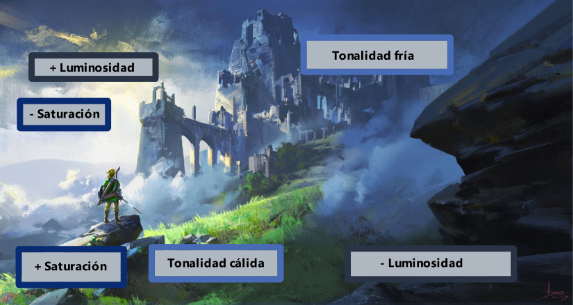 Tonalidad fría
+ Luminosidad
- Saturación
+ Saturación
Tonalidad cálida
- Luminosidad